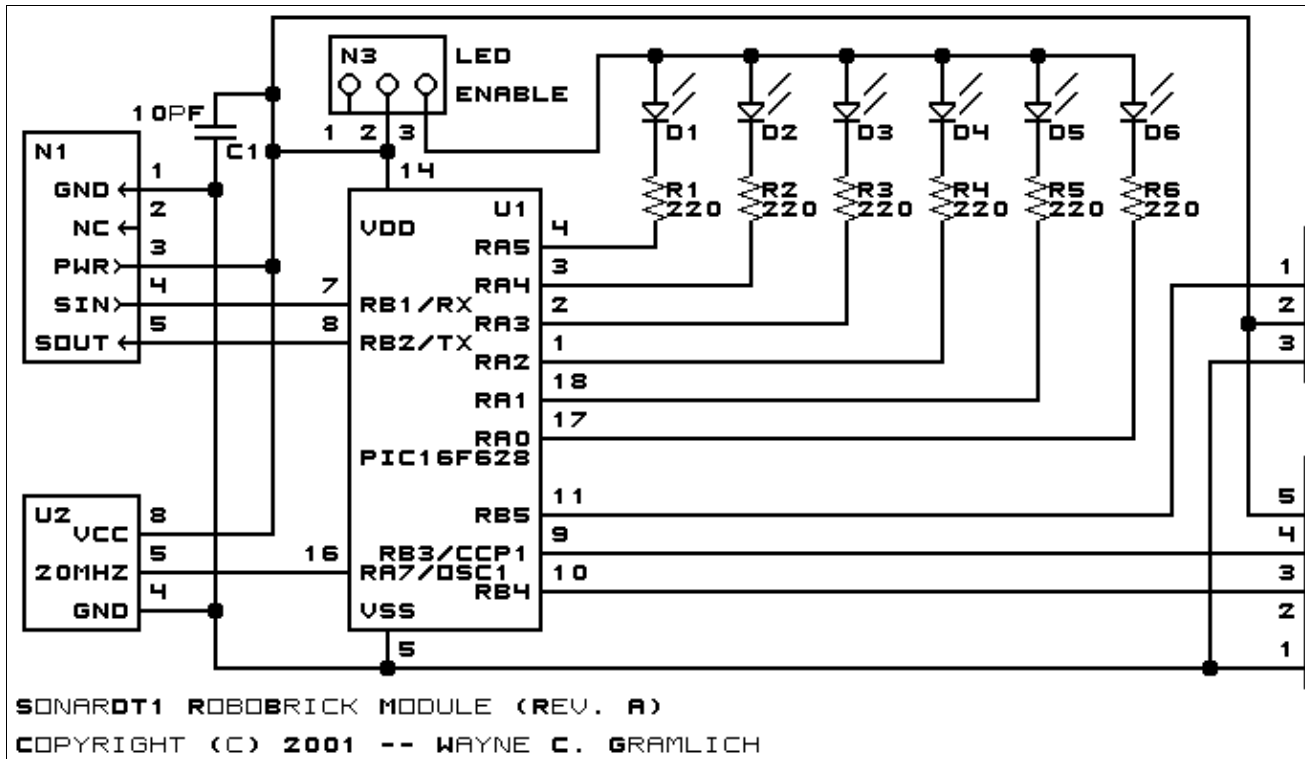 N3 LED
ENABLE
1 2 3
10PF
C1
N1
GND 1
NC 2
PWR 3
SIN 4
SOUT 5
14
VDD
U1
7 RB1/RX
8 RB2/TX
RA5 4
RA4 3
RA3 2
RA2 1
RA1 18
RA0 17
PIC16F628
RB5 11
RB3/CCP1 9
16 RA7/OSC1
RB4 10
VSS
5
U2
VCC 8
20MHZ 5
GND 4
D1 D2 D3 D4 D5 D6
R1 R2 R3 R4 R5 R6
220 220 220 220 220 220
1
2
3
5
4
3
2
1
SONARDT1 ROBOBRICK MODULE (REV. A)
COPYRIGHT (C) 2001 -- WAYNE C. GRAMLICH